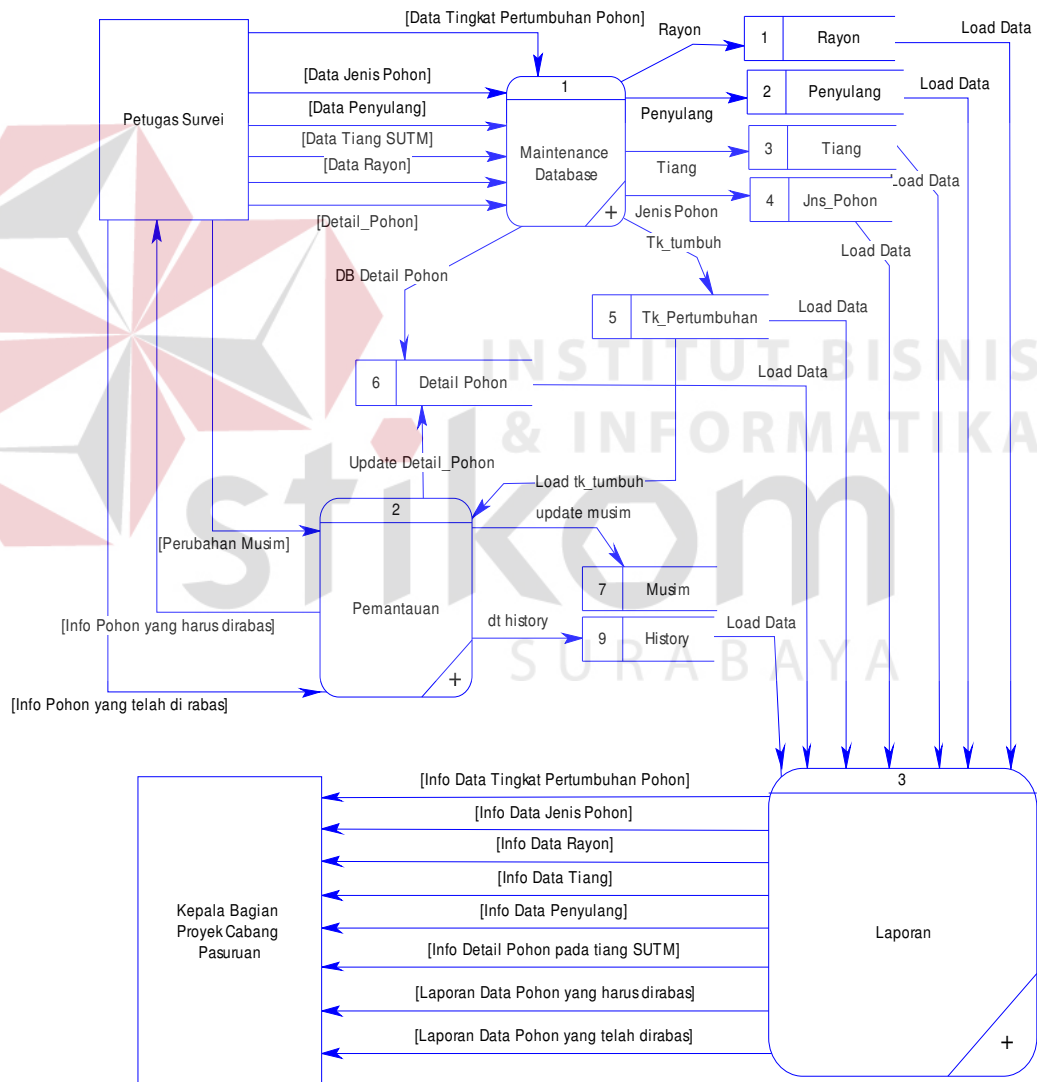 [Data Tingkat Pertumbuhan Pohon]
Rayon
Load Data
1 Rayon
[Data Jenis Pohon]
1
Load Data
2 Penyulang
Petugas Survei
[Data Penyulang]
Penyulang
[Data Tiang SUTM]
Maintenance
Database
3 Tiang
[Data Rayon]
Tiang
Load Data
4 Jns_Pohon
[Detail_Pohon]
+
Jenis Pohon
Tk_tumbuh
Load Data
DB Detail Pohon
5 Tk_Pertumbuhan
Load Data
INSTITUT BISNIS
6 Detail Pohon
Load Data
& INFORMATIKA
Update Detail_Pohon
stikom
Load tk_tumbuh
2
update musim
[Perubahan Musim]
7 Musim
Pemantauan
dt history
9 History
Load Data
[Info Pohon yang harus dirabas]
SURABAYA
+
[Info Pohon yang telah di rabas]
3
[Info Data Tingkat Pertumbuhan Pohon]
[Info Data Jenis Pohon]
[Info Data Rayon]
[Info Data Tiang]
[Info Data Penyulang]
Kepala Bagian
Proyek Cabang
Pasuruan
Laporan
[Info Detail Pohon pada tiang SUTM]
[Laporan Data Pohon yang harus dirabas]
[Laporan Data Pohon yang telah dirabas]
+